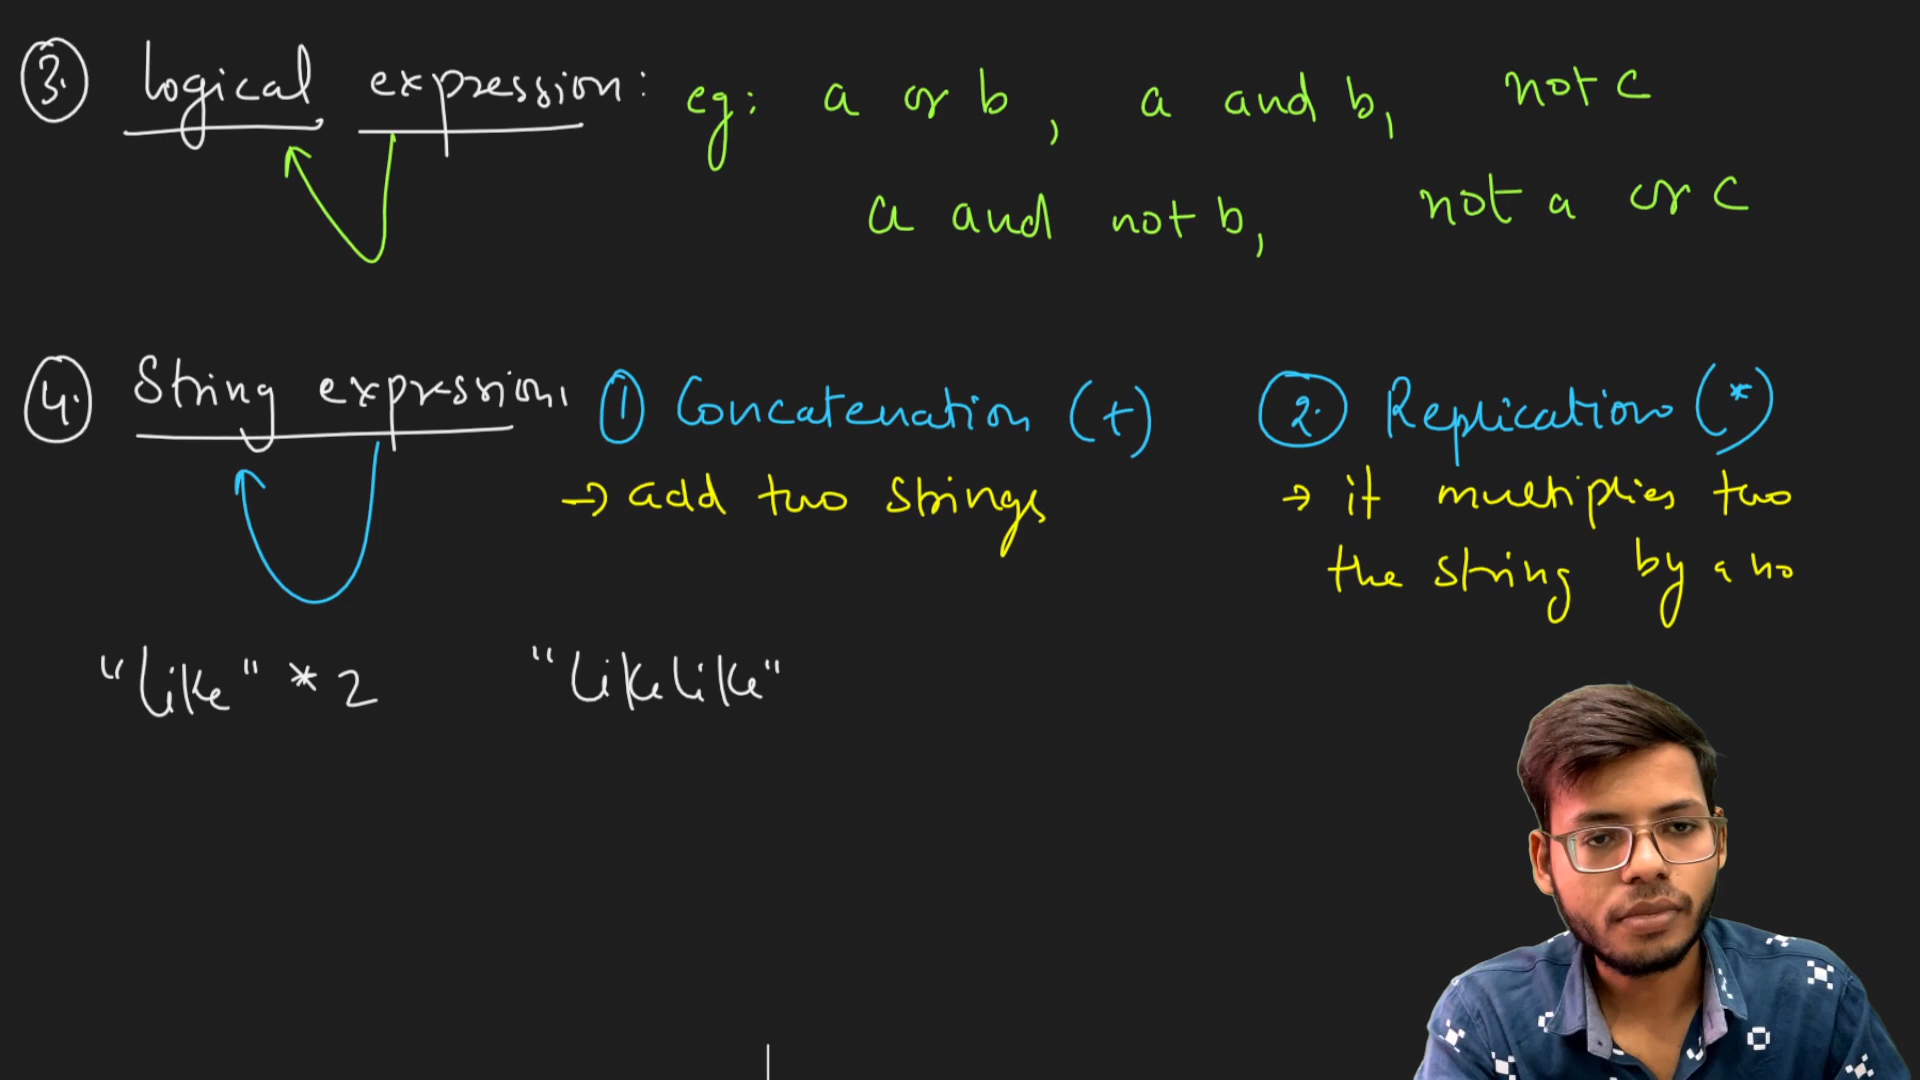 3. Logical expression: eg: a or b, a and b, not c
a and not b, not a or c
4. String expression, 1 Concatenation (+) 2. Replication (*)
→ add two strings → it multiplies two
the string by a no
"like" * 2 "likelike"